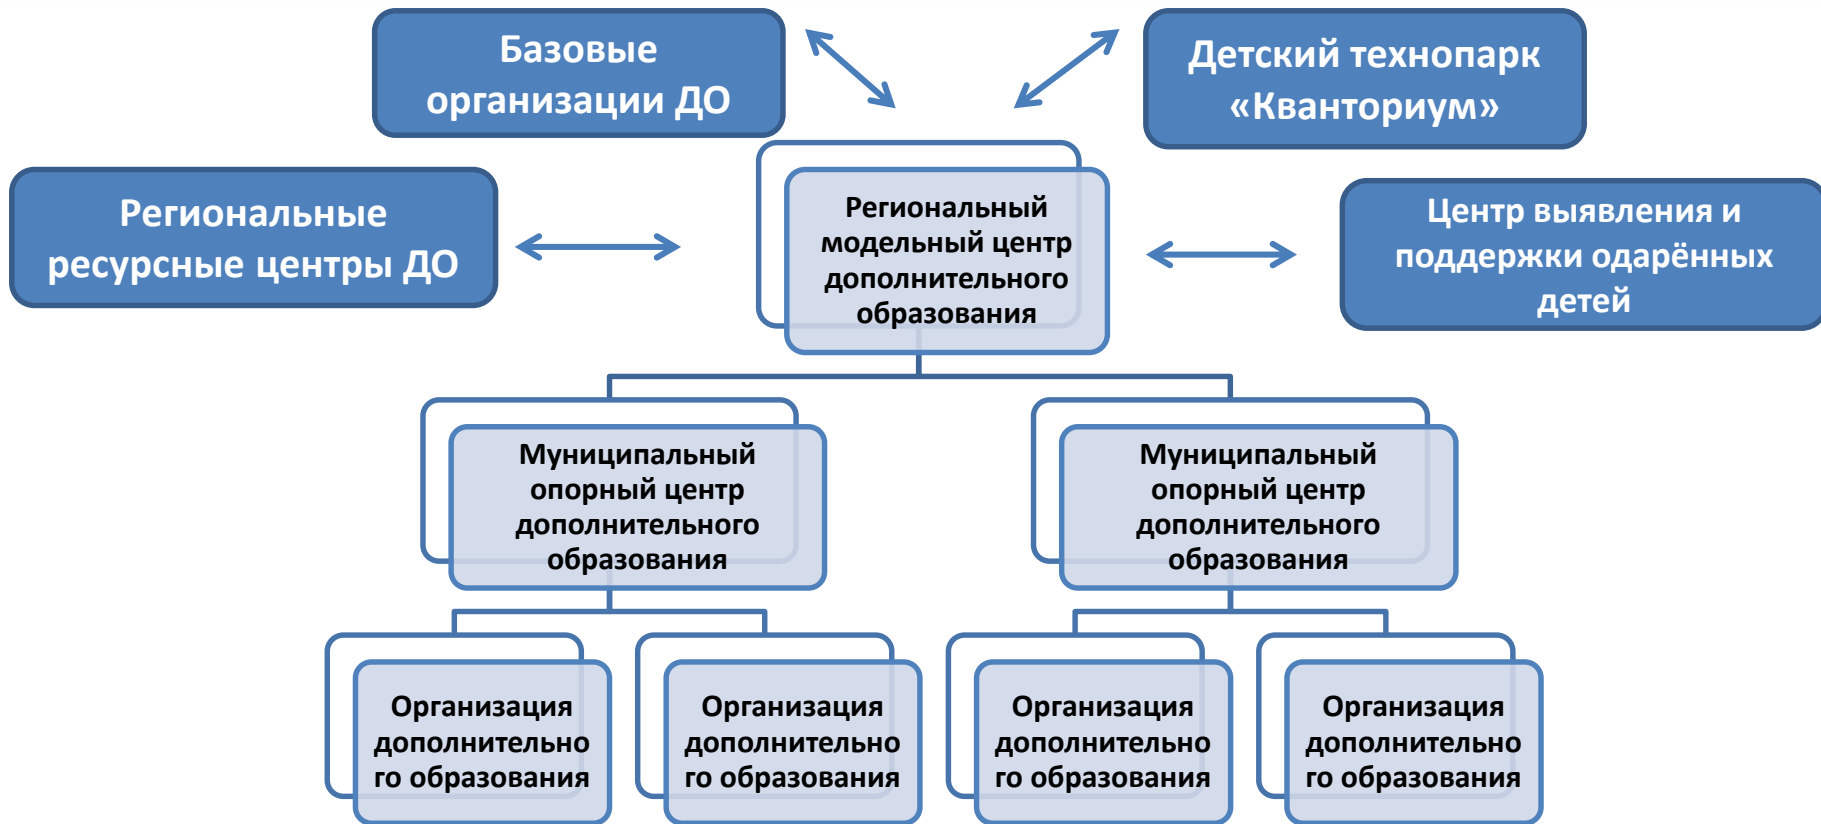 Базовые
организации ДО
Детский технопарк
«Кванториум»
Региональные
ресурсные центры ДО
Региональный
модельный центр
дополнительного
образования
Центр выявления и
поддержки одарённых
детей
Муниципальный
опорный центр
дополнительного
образования
Муниципальный
опорный центр
дополнительного
образования
Организация
дополнительно
го образования
Организация
дополнительно
го образования
Организация
дополнительно
го образования
Организация
дополнительно
го образования